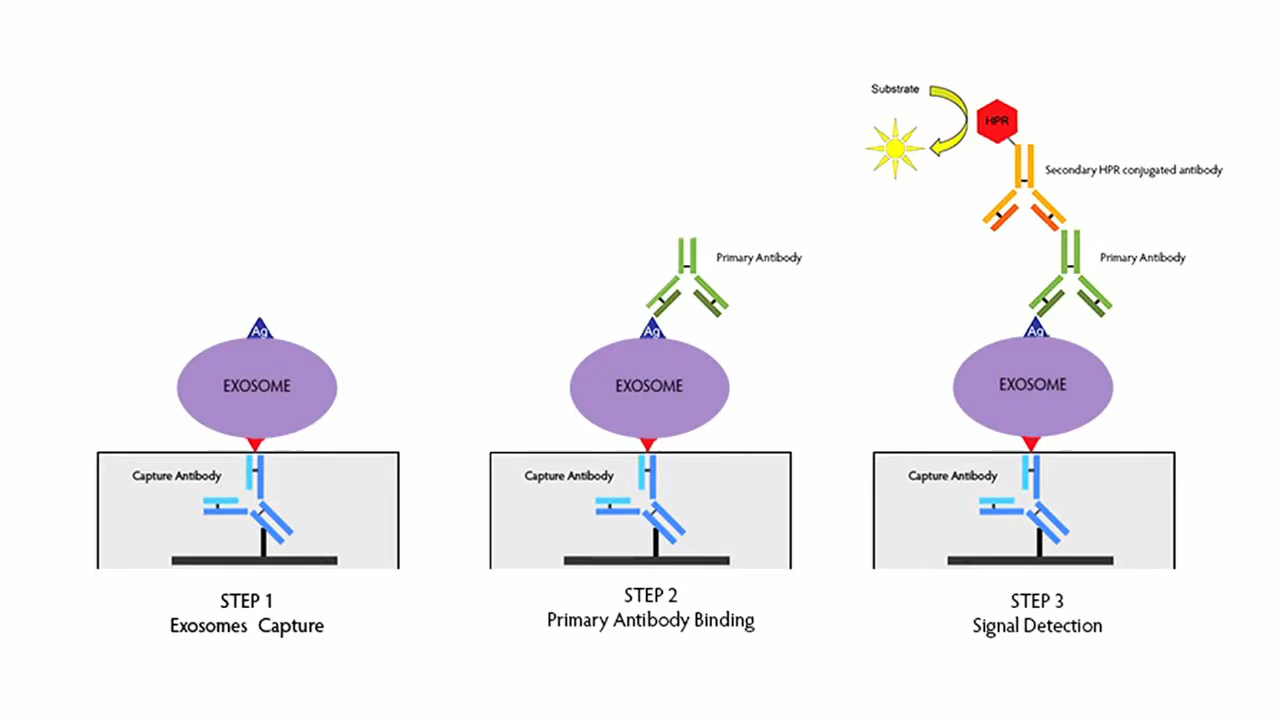 Substrate
HPR
Secondary HPR conjugated antibody
Primary Antibody
Primary Antibody
Ag
Ag
Ag
EXOSOME
EXOSOME
EXOSOME
Capture Antibody
Capture Antibody
Capture Antibody
STEP 1
Exosomes Capture
STEP 2
Primary Antibody Binding
STEP 3
Signal Detection